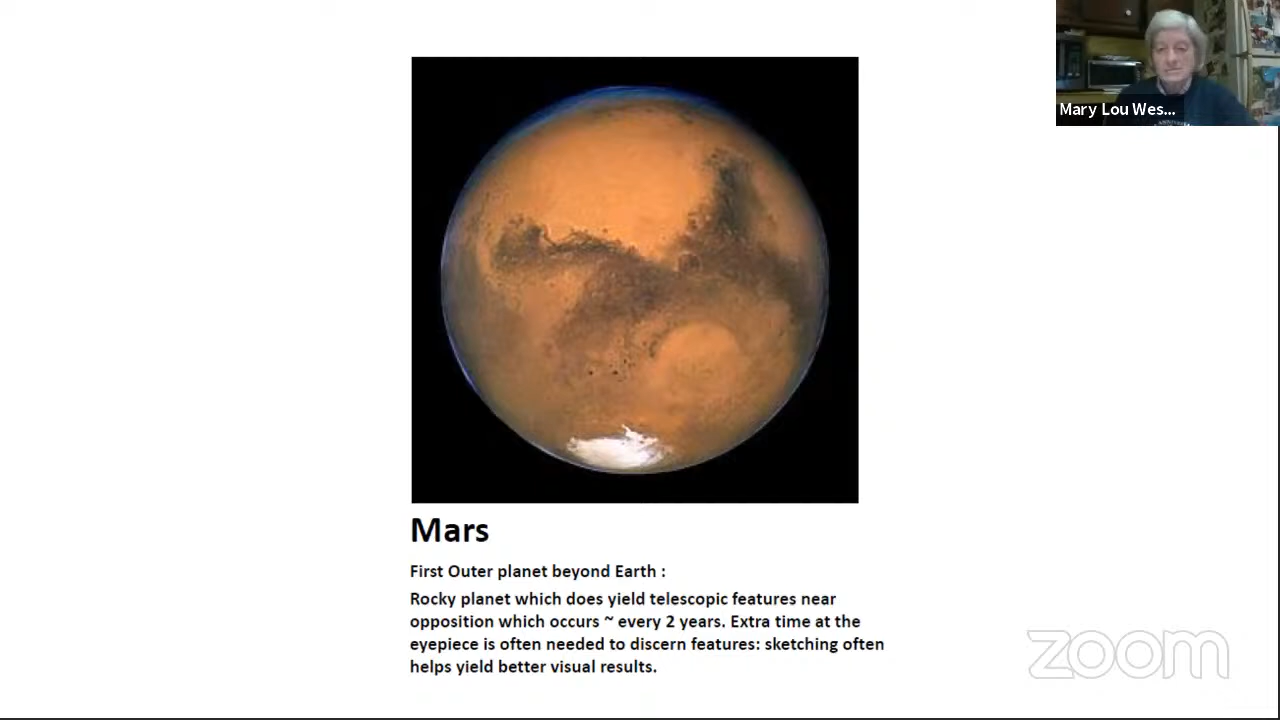 Mary Lou Wes...
Mars
First Outer planet beyond Earth :
Rocky planet which does yield telescopic features near
opposition which occurs ~ every 2 years. Extra time at the
eyepiece is often needed to discern features: sketching often
helps yield better visual results.
zoom